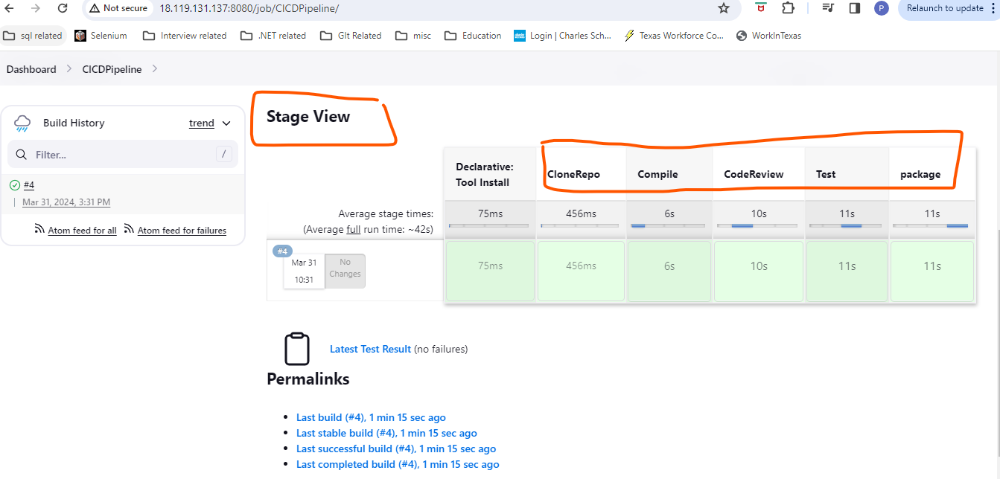 Not secure 18.119.131.137:8080/job/CICDPipeline/ P Relaunch to update
sql related Selenium Interview related .NET related GIt Related misc Education Login | Charles Sch... Texas Workforce Co... WorkInTexas
Dashboard > CICDPipeline >
Build History trend
Filter... /
#4
Mar 31, 2024, 3:31 PM
Atom feed for all Atom feed for failures
Stage View
Declarative: Tool Install CloneRepo Compile CodeReview Test package
Average stage times: 75ms 456ms 6s 10s 11s 11s
(Average full run time: ~42s)
#4
Mar 31 No
10:31 Changes
75ms 456ms 6s 10s 11s 11s
Latest Test Result (no failures)
Permalinks
Last build (#4), 1 min 15 sec ago
Last stable build (#4), 1 min 15 sec ago
Last successful build (#4), 1 min 15 sec ago
Last completed build (#4), 1 min 15 sec ago